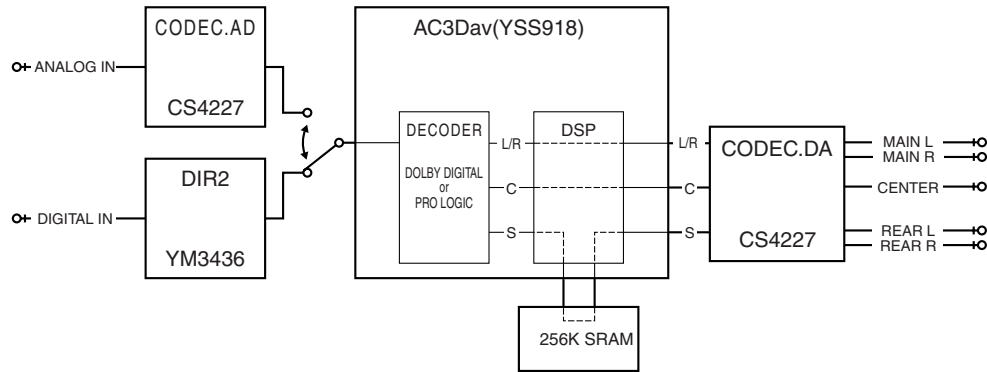 CODEC.AD
CS4227
ANALOG IN
DIR2
YM3436
DIGITAL IN
AC3Dav(YSS918)
DECODER
DOLBY DIGITAL
or
PRO LOGIC
L/R
C
S
DSP
256K SRAM
L/R
C
S
CODEC.DA
CS4227
MAIN L
MAIN R
CENTER
REAR L
REAR R